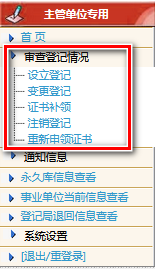 主管单位专用
首 页
审查登记情况
设立登记
变更登记
证书补领
注销登记
重新申领证书
通知信息
永久库信息查看
事业单位当前信息查看
登记局退回信息查看
系统设置
[退出/重登录]